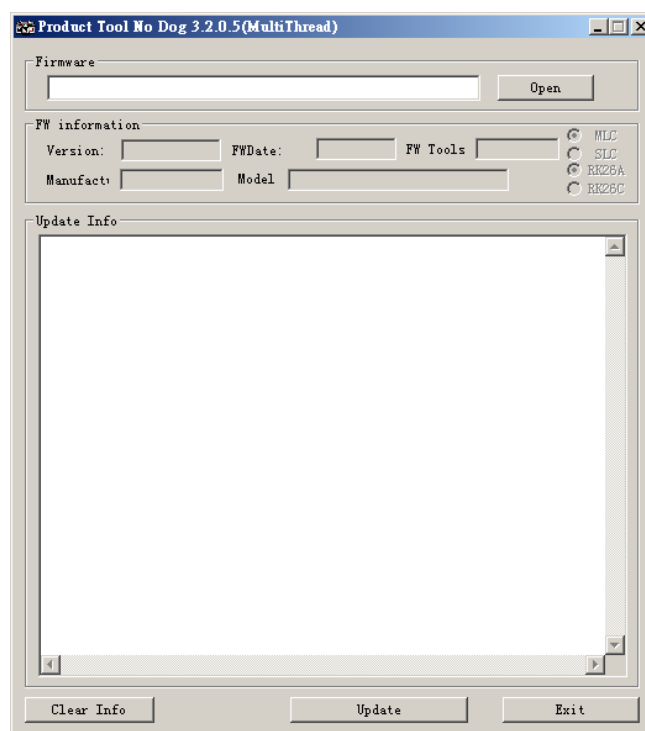 Product Tool No Dog 3.2.0.5(MultiThread)
Firmware
Open
FW information
Version: FWDate: FW Tools
MLC
SLC
Manufactu Model
RK26A
RK26C
Update Info
Clear Info Update Exit